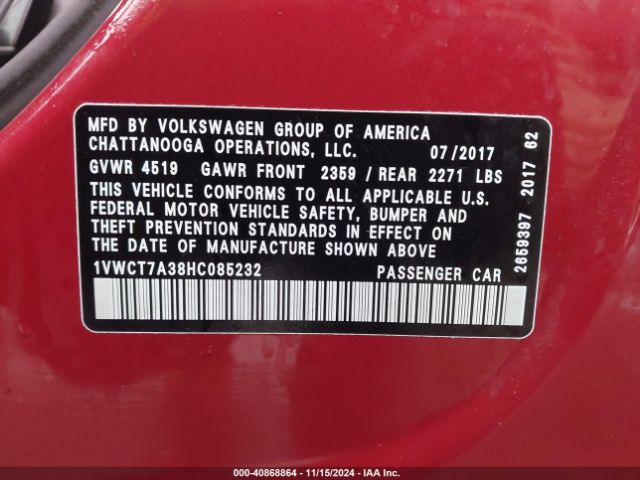 MFD BY VOLKSWAGEN GROUP OF AMERICA
CHATTANOOGA OPERATIONS, LLC. 07/2017
GVWR 4519 GAWR FRONT 2359 / REAR 2271 LBS
THIS VEHICLE CONFORMS TO ALL APPLICABLE U.S.
FEDERAL MOTOR VEHICLE SAFETY, BUMPER AND
THEFT PREVENTION STANDARDS IN EFFECT ON
THE DATE OF MANUFACTURE SHOWN ABOVE
1VWCT7A38HC085232 PASSENGER CAR
2659397 2017 62
000-40868864 - 11/15/2024 - IAA Inc.